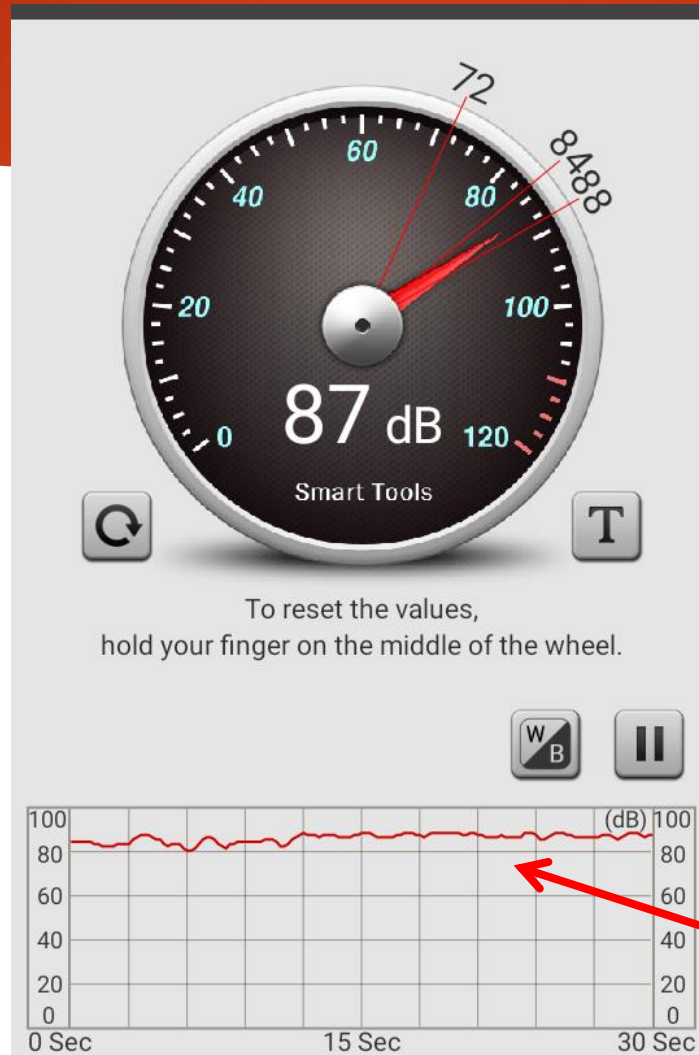 72
84
88
60
40
80
20
100
0
120
87 dB
Smart Tools
T
To reset the values,
hold your finger on the middle of the wheel.
W
B
100
(dB) 100
80
80
60
60
40
40
20
20
0
0
0 Sec
15 Sec
30 Sec